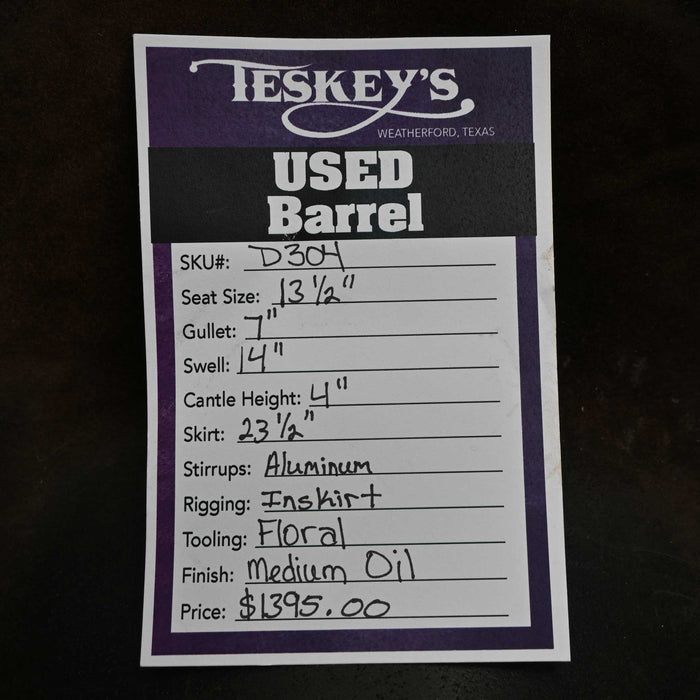 TESKEY'S
WEATHERFORD, TEXAS
USED
Barrel
SKU#: D304
Seat Size: 13 1/2"
Gullet: 7"
Swell: 14"
Cantle Height: 4"
Skirt: 23 1/2"
Stirrups: Aluminum
Rigging: Inskirt
Tooling: Floral
Finish: Medium Oil
Price: $1395.00